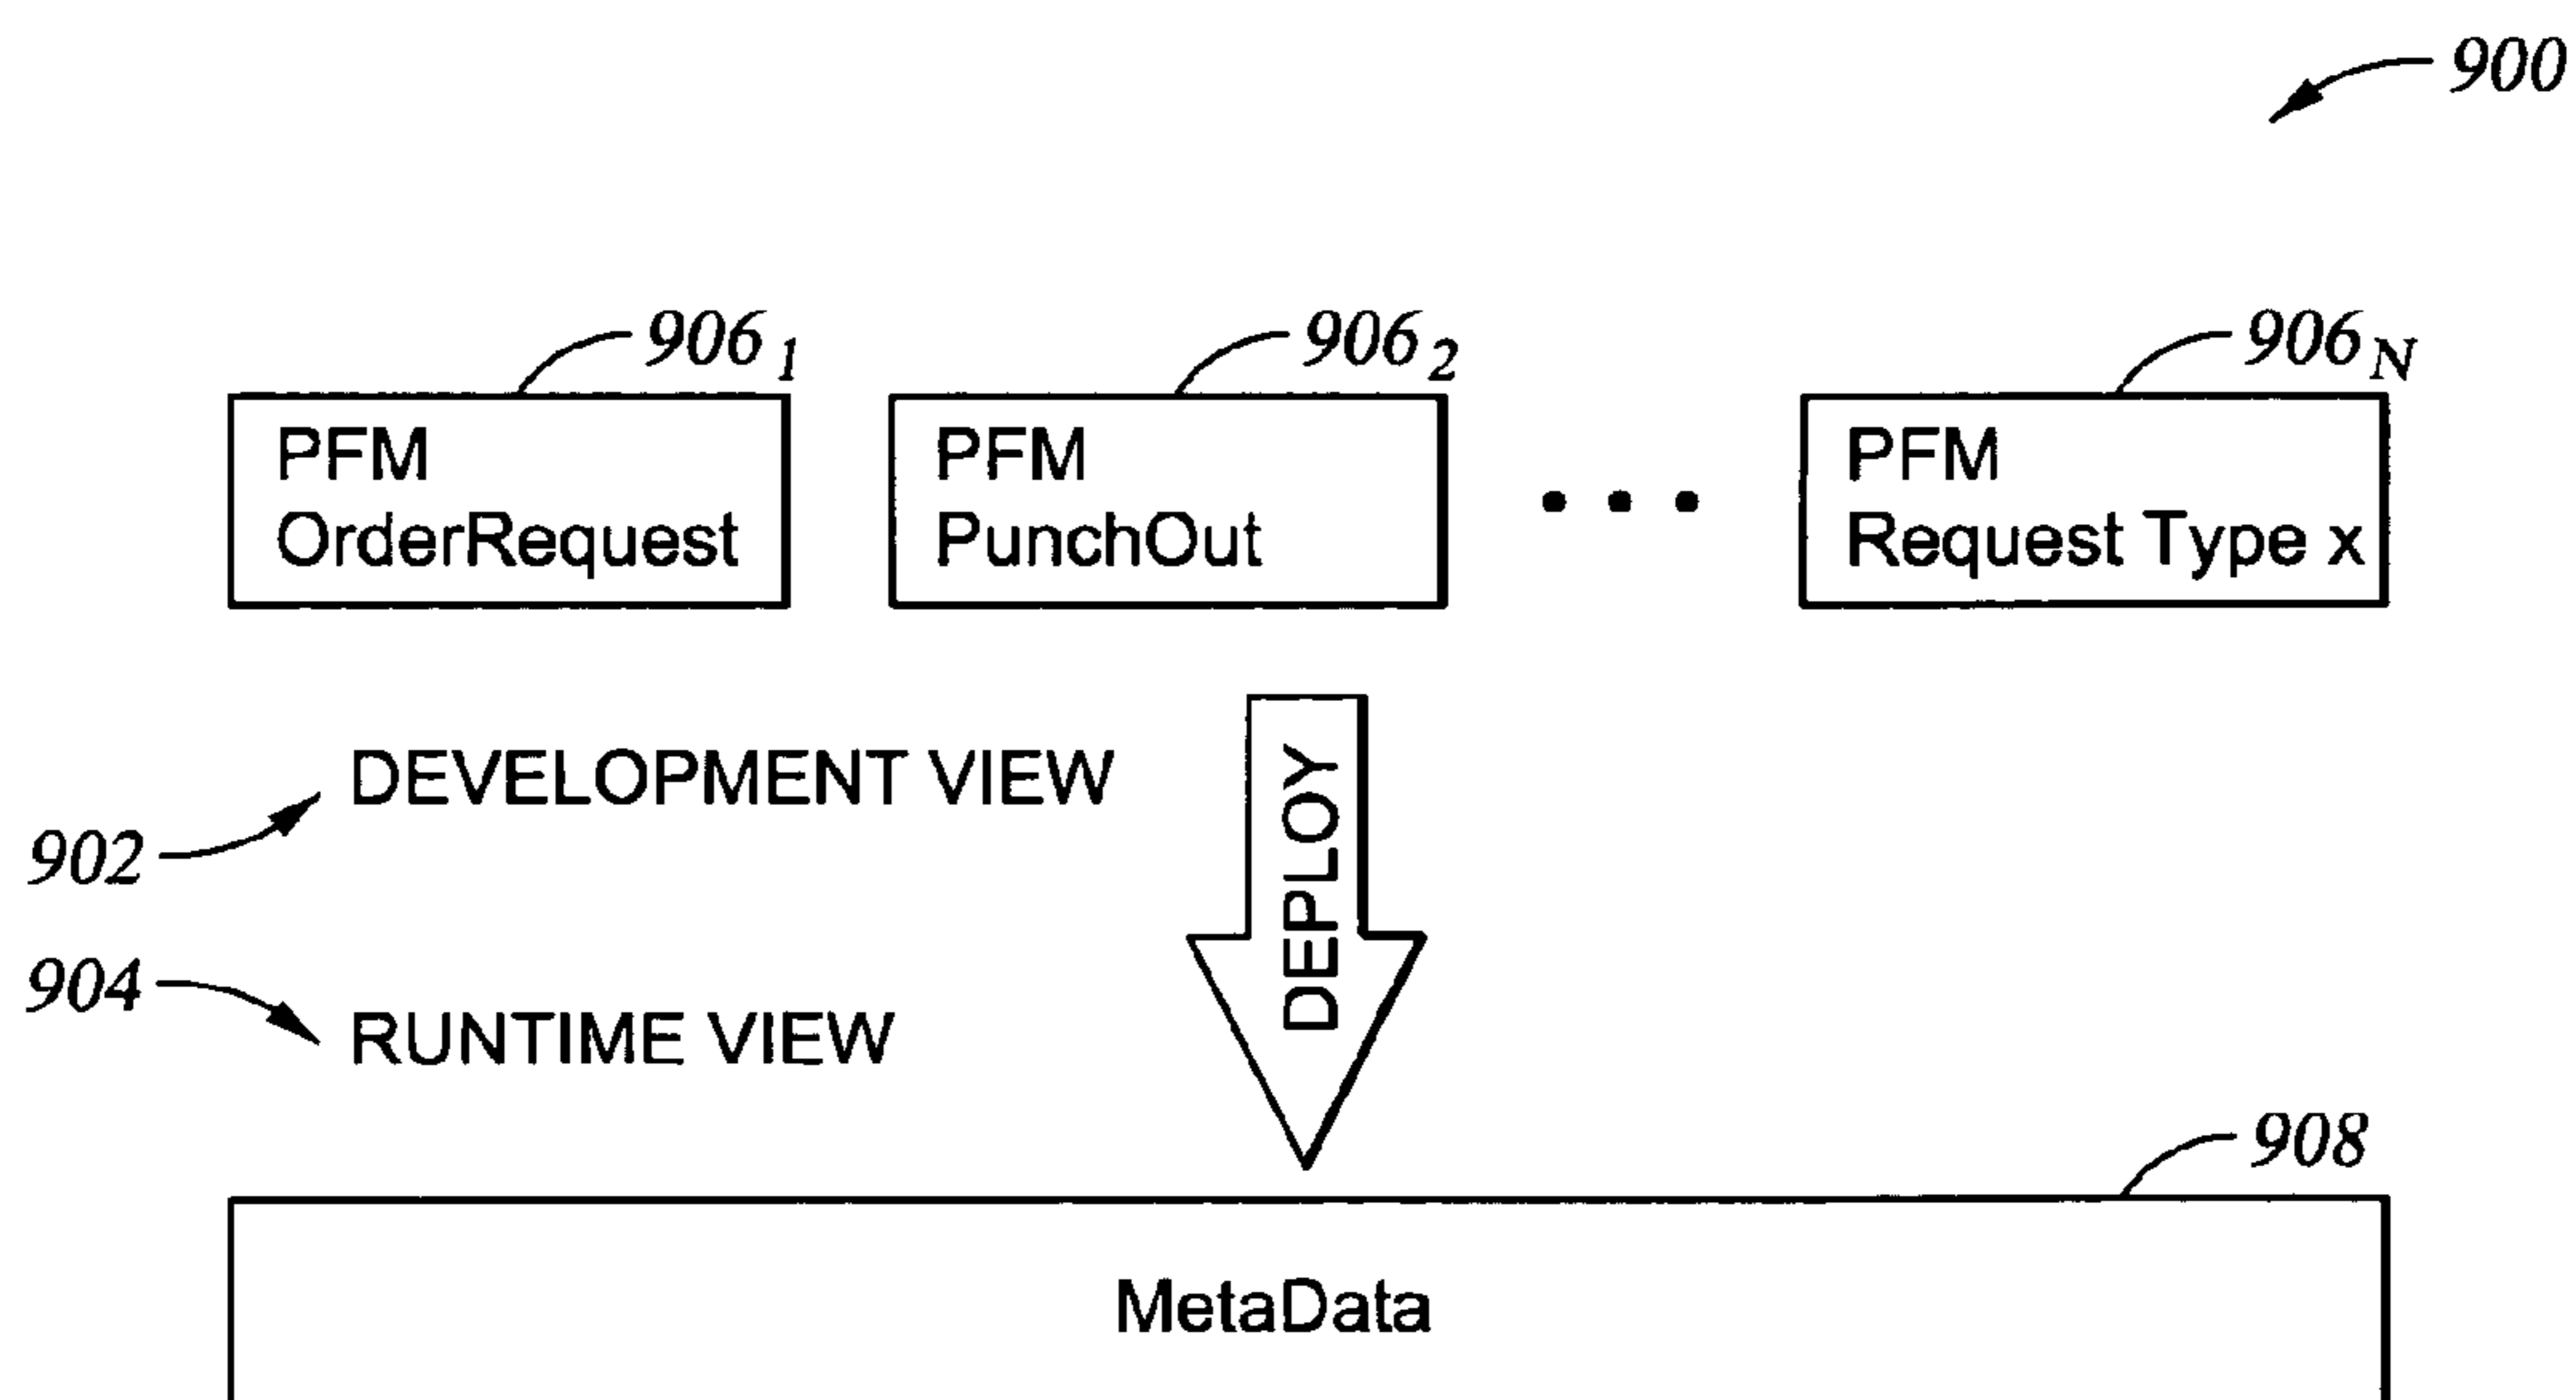 900
906 1
906 2
906 N
PFM
OrderRequest
PFM
PunchOut
PFM
Request Type x
DEVELOPMENT VIEW
902
DEPLOY
904
RUNTIME VIEW
908
MetaData